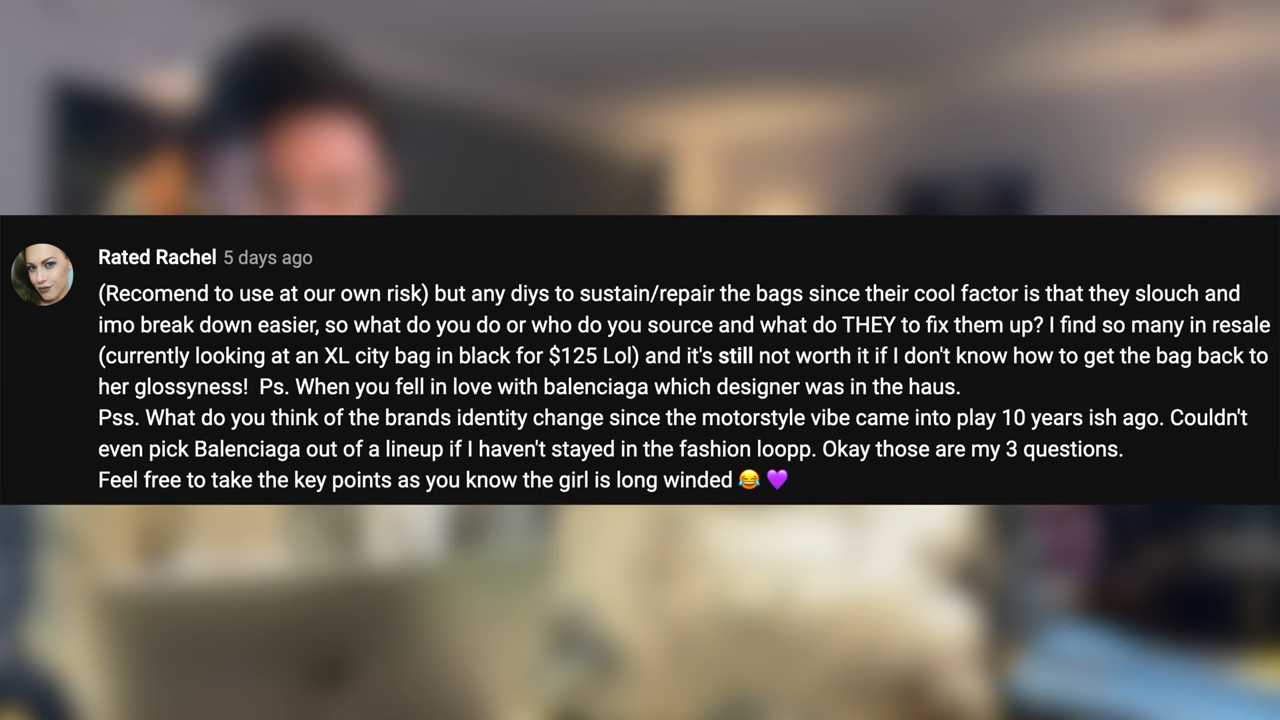 Rated Rachel 5 days ago
(Recomend to use at our own risk) but any diys to sustain/repair the bags since their cool factor is that they slouch and
imo break down easier, so what do you do or who do you source and what do THEY to fix them up? I find so many in resale
(currently looking at an XL city bag in black for $125 Lol) and it's still not worth it if I don't know how to get the bag back to
her glossyness!  Ps. When you fell in love with balenciaga which designer was in the haus.
Pss. What do you think of the brands identity change since the motorstyle vibe came into play 10 years ish ago. Couldn't
even pick Balenciaga out of a lineup if I haven't stayed in the fashion loopp. Okay those are my 3 questions.
Feel free to take the key points as you know the girl is long winded 😂 💜